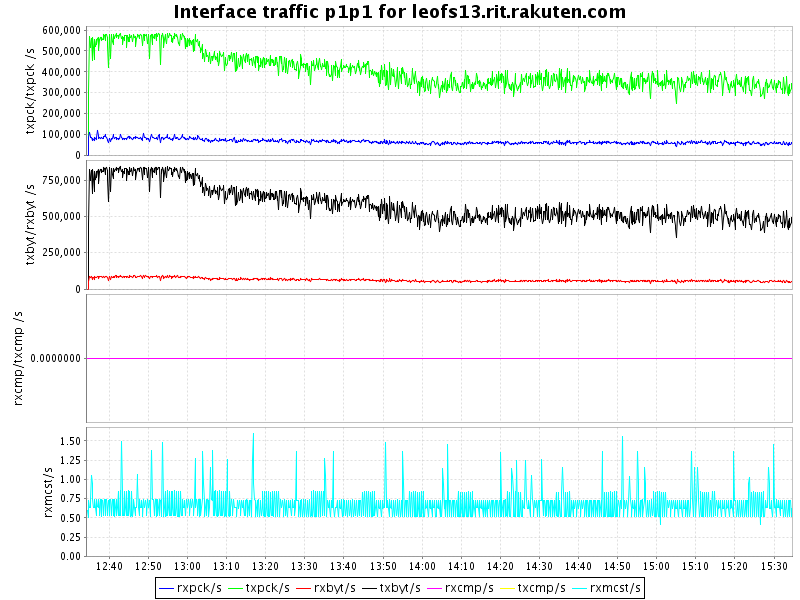 Interface traffic p1p1 for leofs13.rit.rakuten.com
txpck/txpck /s
600,000
500,000
400,000
300,000
200,000
100,000
0
txbyt/rxbyt /s
750,000
500,000
250,000
0
rxcmp/txcmp /s
0.0000000
rxmcst/s
1.50
1.25
1.00
0.75
0.50
0.25
0.00
12:40 12:50 13:00 13:10 13:20 13:30 13:40 13:50 14:00 14:10 14:20 14:30 14:40 14:50 15:00 15:10 15:20 15:30
rxpck/s txpck/s rxbyt/s txbyt/s rxcmp/s txcmp/s rxmcst/s